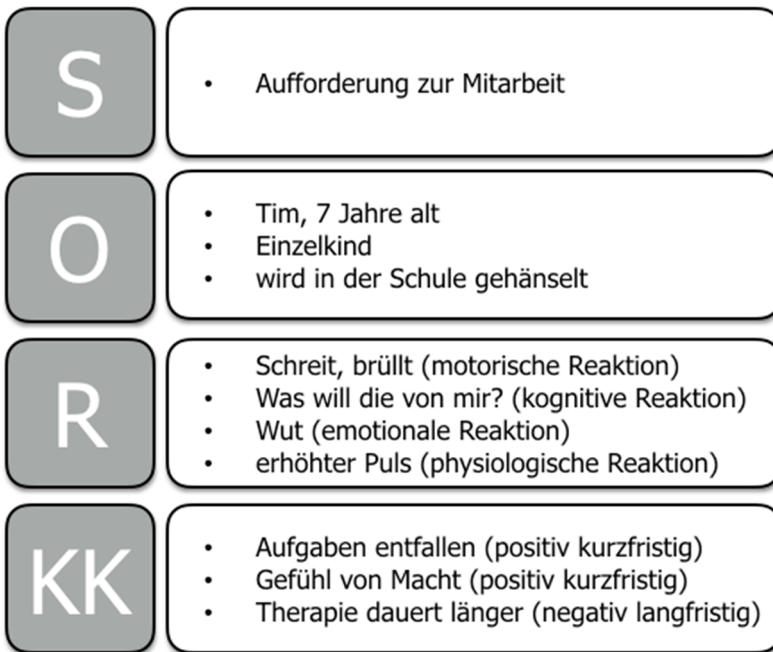 S
• Aufforderung zur Mitarbeit
O
• Tim, 7 Jahre alt
• Einzelkind
• wird in der Schule gehänselt
R
• Schreit, brüllt (motorische Reaktion)
• Was will die von mir? (kognitive Reaktion)
• Wut (emotionale Reaktion)
• erhöhter Puls (physiologische Reaktion)
KK
• Aufgaben entfallen (positiv kurzfristig)
• Gefühl von Macht (positiv kurzfristig)
• Therapie dauert länger (negativ langfristig)